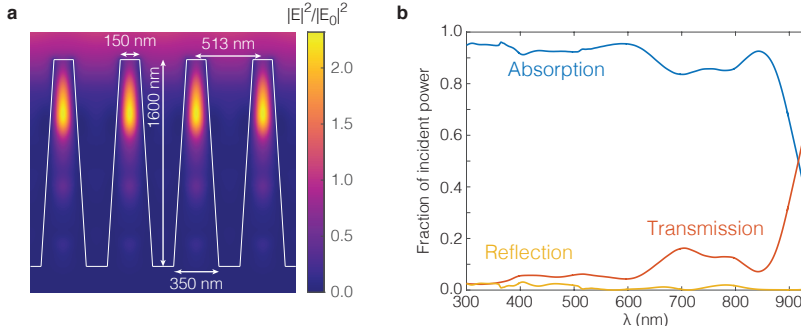 a
|E|²/|E₀|²
150 nm
513 nm
1600 nm
350 nm
2.0
1.5
1.0
0.5
0.0
b
Fraction of incident power
1.0
0.8
0.6
0.4
0.2
0.0
Absorption
Transmission
Reflection
300 400 500 600 700 800 900
λ (nm)